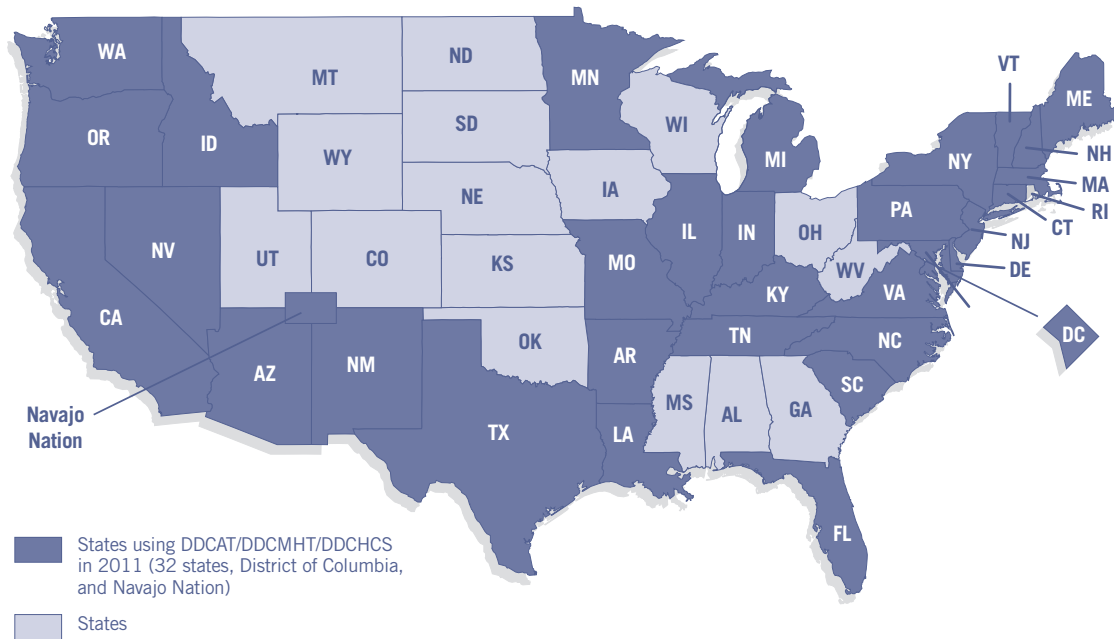 WA
MT
ND
MN
VT
ME
OR
ID
SD
WI
NY
NH
WY
MI
MA
IA
RI
NE
PA
CT
NV
UT
CO
IL
IN
OH
NJ
KS
MO
WV
DE
CA
KY
VA
DC
OK
TN
NC
AZ
NM
AR
SC
MS
AL
GA
Navajo
Nation
TX
LA
FL
States using DDCAT/DDCMHT/DDCHCS
in 2011 (32 states, District of Columbia,
and Navajo Nation)
States